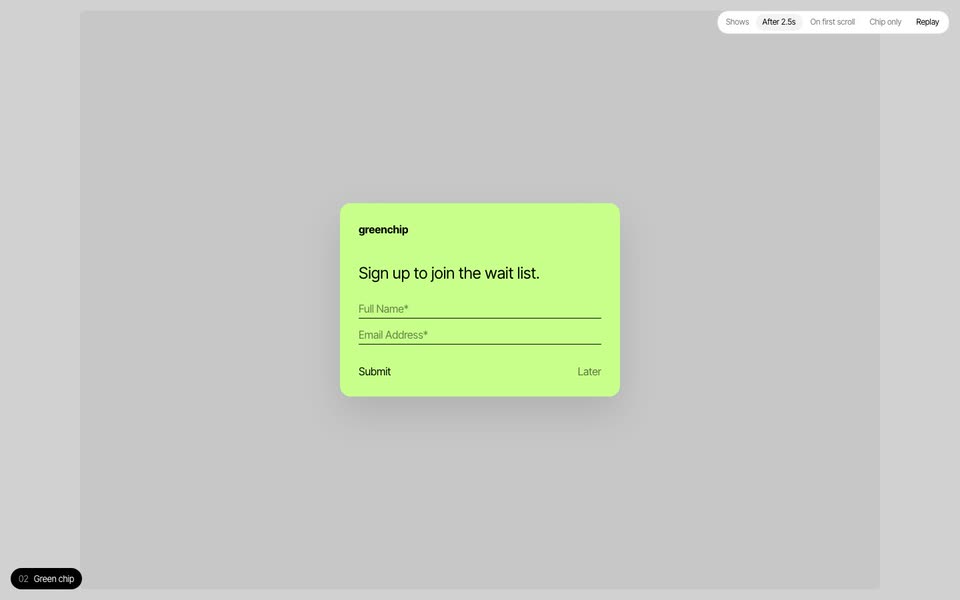 Shows After 2.5s On first scroll Chip only Replay
greenchip
Sign up to join the wait list.
Full Name*
Email Address*
Submit Later
02 Green chip